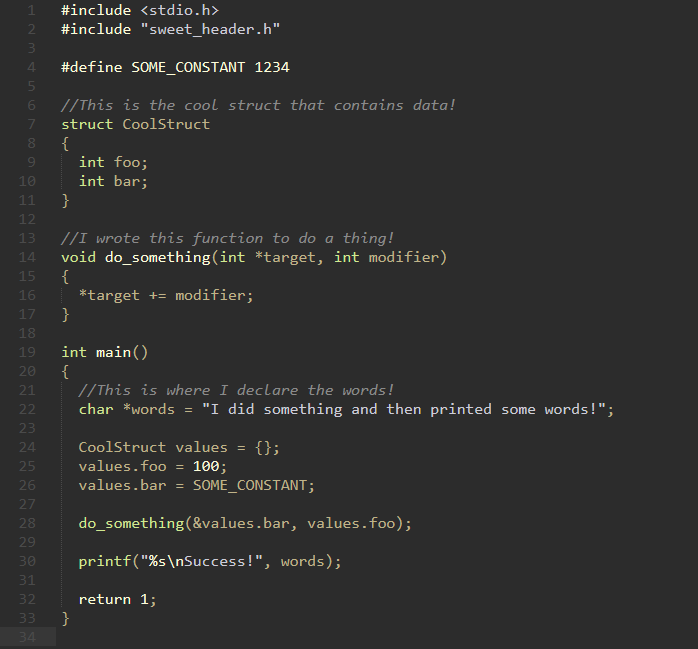 1 #include <stdio.h>
2 #include "sweet_header.h"
3
4 #define SOME_CONSTANT 1234
5
6 //This is the cool struct that contains data!
7 struct CoolStruct
8 {
9   int foo;
10   int bar;
11 }
12
13 //I wrote this function to do a thing!
14 void do_something(int *target, int modifier)
15 {
16   *target += modifier;
17 }
18
19 int main()
20 {
21   //This is where I declare the words!
22   char *words = "I did something and then printed some words!";
23
24   CoolStruct values = {};
25   values.foo = 100;
26   values.bar = SOME_CONSTANT;
27
28   do_something(&values.bar, values.foo);
29
30   printf("%s\nSuccess!", words);
31
32   return 1;
33 }
34